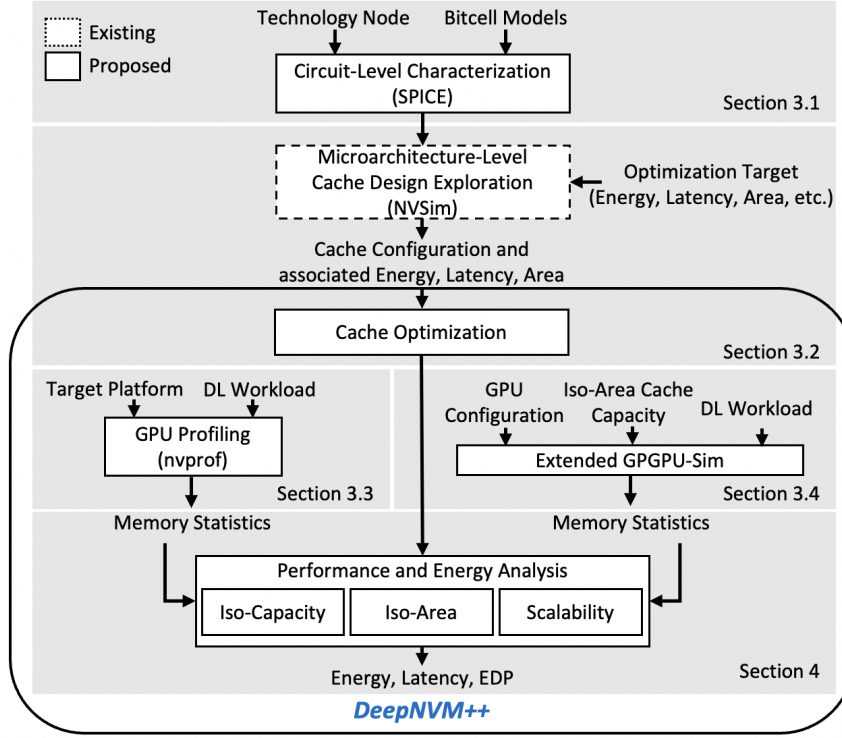 Existing
Proposed
Technology Node
Bitcell Models
Circuit-Level Characterization
(SPICE)
Section 3.1
Microarchitecture-Level
Cache Design Exploration
(NVSim)
Optimization Target
(Energy, Latency, Area, etc.)
Cache Configuration and
associated Energy, Latency, Area
Cache Optimization
Section 3.2
Target Platform
DL Workload
GPU Profiling
(nvprof)
Section 3.3
GPU
Configuration
Iso-Area Cache
Capacity
DL Workload
Extended GPGPU-Sim
Section 3.4
Memory Statistics
Memory Statistics
Performance and Energy Analysis
Iso-Capacity
Iso-Area
Scalability
Energy, Latency, EDP
Section 4
DeepNVM++